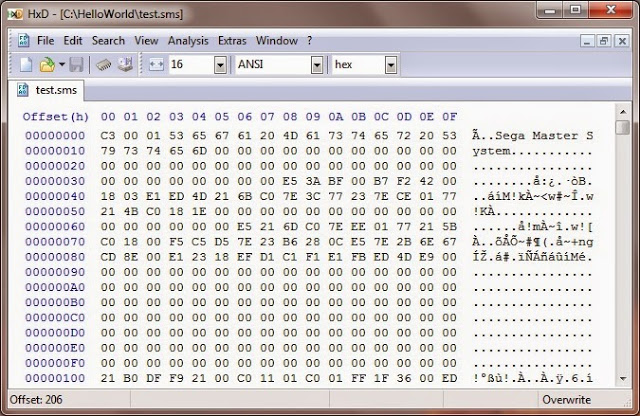 HxD - [C:\HelloWorld\test.sms]
File Edit Search View Analysis Extras Window ?
16 ANSI hex
test.sms
Offset(h) 00 01 02 03 04 05 06 07 08 09 0A 0B 0C 0D 0E 0F
00000000 C3 00 01 53 65 67 61 20 4D 61 73 74 65 72 20 53 Ã..Sega Master S
00000010 79 73 74 65 6D 00 00 00 00 00 00 00 00 00 00 00 ystem...........
00000020 00 00 00 00 00 00 00 00 00 00 00 00 00 00 00 00 ................
00000030 00 00 00 00 00 00 00 00 E5 3A BF 00 B7 F2 42 00 ........å:¿.·òB.
00000040 18 03 E1 ED 4D 21 6B C0 7E 3C 77 23 7E CE 01 77 ..áíM!kÀ~<w#~Î.w
00000050 21 4B C0 18 1E 00 00 00 00 00 00 00 00 00 00 00 !KÀ.............
00000060 00 00 00 00 00 00 E5 21 6D C0 7E EE 01 77 21 5B ......å!mÀ~î.w![
00000070 C0 18 00 F5 C5 D5 7E 23 B6 28 0C E5 7E 2B 6E 67 À..õÅÕ~#¶(.å~+ng
00000080 CD 8E 00 E1 23 18 EF D1 C1 F1 E1 FB ED 4D E9 00 ÍŽ.á#.ïÑÁñáûíMé.
00000090 00 00 00 00 00 00 00 00 00 00 00 00 00 00 00 00 ................
000000A0 00 00 00 00 00 00 00 00 00 00 00 00 00 00 00 00 ................
000000B0 00 00 00 00 00 00 00 00 00 00 00 00 00 00 00 00 ................
000000C0 00 00 00 00 00 00 00 00 00 00 00 00 00 00 00 00 ................
000000D0 00 00 00 00 00 00 00 00 00 00 00 00 00 00 00 00 ................
000000E0 00 00 00 00 00 00 00 00 00 00 00 00 00 00 00 00 ................
000000F0 00 00 00 00 00 00 00 00 00 00 00 00 00 00 00 00 ................
00000100 21 B0 DF F9 21 00 C0 11 01 C0 01 FF 1F 36 00 ED !°ßù!.À..À.ÿ.6.í
Offset: 206 Overwrite